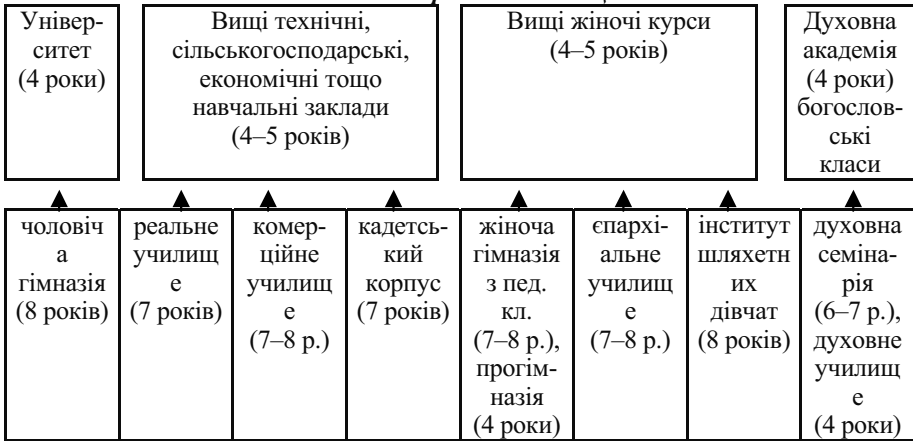 Універ-
ситет
(4 роки)
Вищі технічні,
сільськогосподарські,
економічні тощо
навчальні заклади
(4–5 років)
Вищі жіночі курси
(4–5 років)
Духовна
академія
(4 роки)
богослов-
ські
класи
чоловіч
а
гімназія
(8 років)
реальне
училищ
е
(7 років)
комер-
ційне
училищ
е
(7–8 р.)
кадетсь-
кий
корпус
(7 років)
жіноча
гімназія
з пед.
кл.
(7–8 р.),
прогім-
назія
(4 роки)
єпархі-
альне
училищ
е
(7–8 р.)
інститут
шляхетн
их
дівчат
(8 років)
духовна
семіна-
рія
(6–7 р.),
духовне
училищ
е
(4 роки)